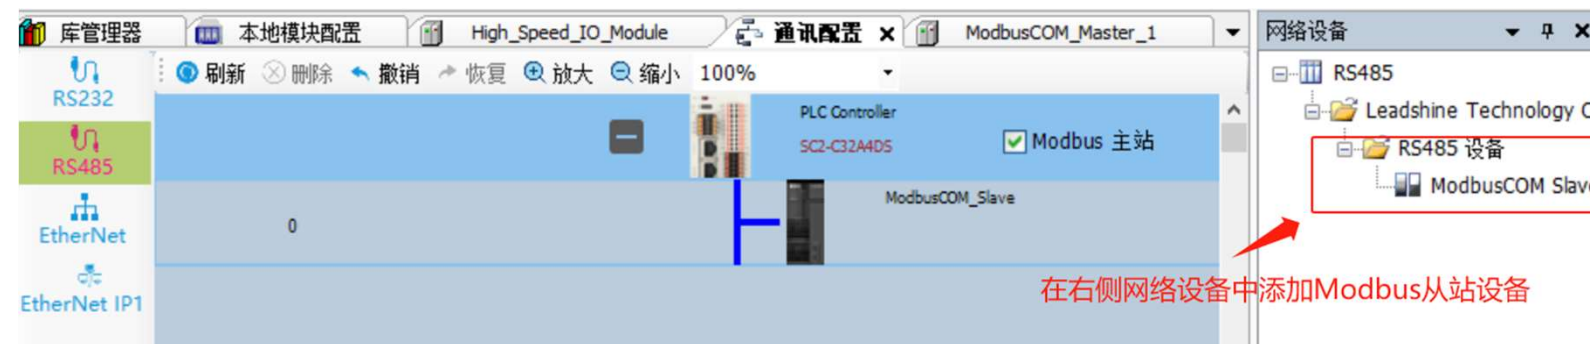 库管理器 本地模块配置 High_Speed_IO_Module 通讯配置 ModbusCOM_Master_1 网络设备
刷新 删除 撤消 恢复 放大 缩小 100%
RS232
RS485
EtherNet
EtherNet IP1
PLC Controller
SC2-C32A4DS
Modbus 主站
0
ModbusCOM_Slave
RS485
Leadshine Technology C
RS485 设备
ModbusCOM Slave
在右侧网络设备中添加Modbus从站设备